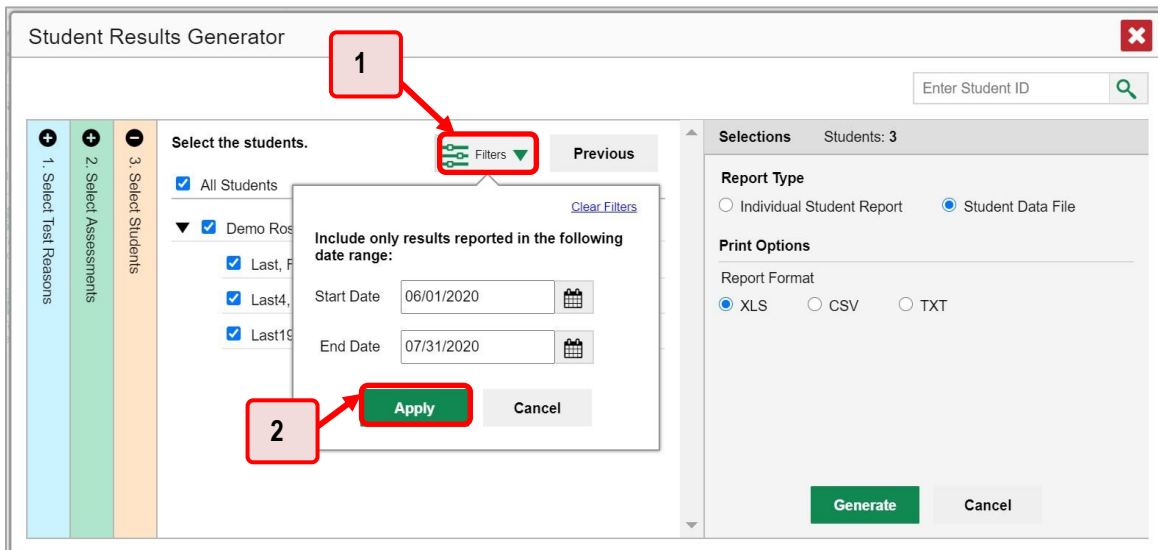 Student Results Generator
1
Enter Student ID
1. Select Test Reasons
2. Select Assessments
3. Select Students
Select the students.
Filters
Previous
All Students
Demo Ros
Last, F
Last4,
Last19
Clear Filters
Include only results reported in the following
date range:
Start Date 06/01/2020
End Date 07/31/2020
Apply Cancel
2
Selections Students: 3
Report Type
Individual Student Report Student Data File
Print Options
Report Format
XLS CSV TXT
Generate Cancel